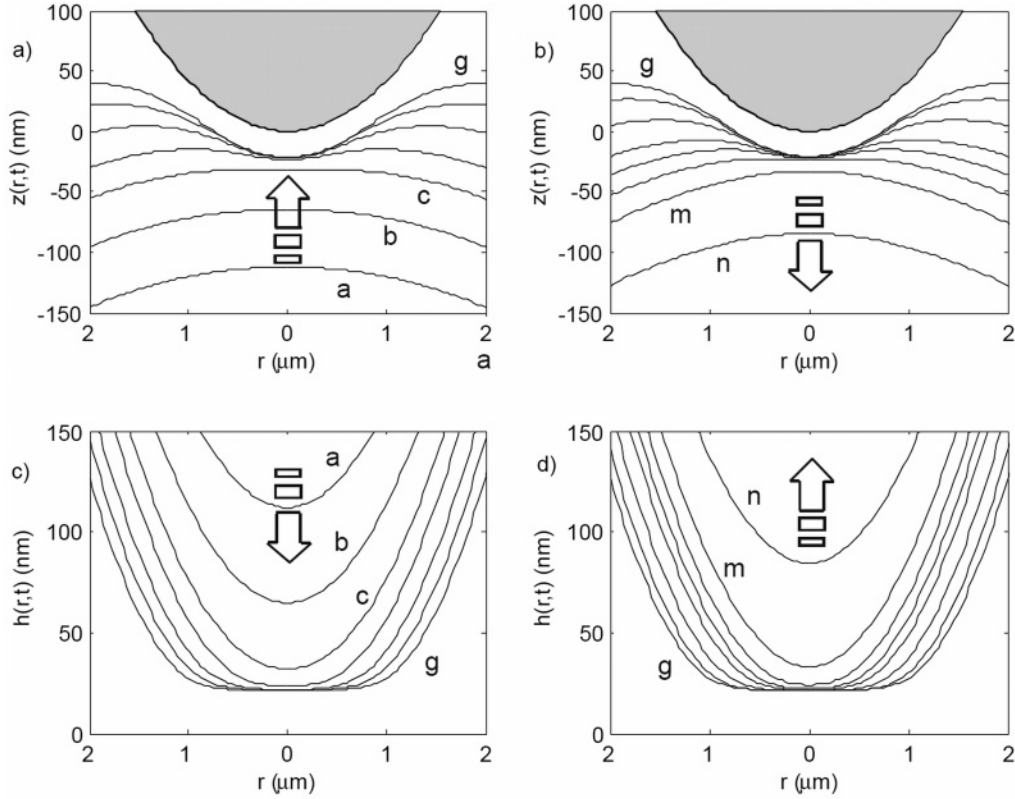 a)
z(r,t) (nm)
100
50
0
-50
-100
-150
g
c
b
a
2 1 0 1 2
r (μm)
a
b)
z(r,t) (nm)
100
50
0
-50
-100
-150
g
m
n
2 1 0 1 2
r (μm)
c)
h(r,t) (nm)
150
100
50
0
a
b
c
g
2 1 0 1 2
r (μm)
d)
h(r,t) (nm)
150
100
50
0
n
m
g
2 1 0 1 2
r (μm)